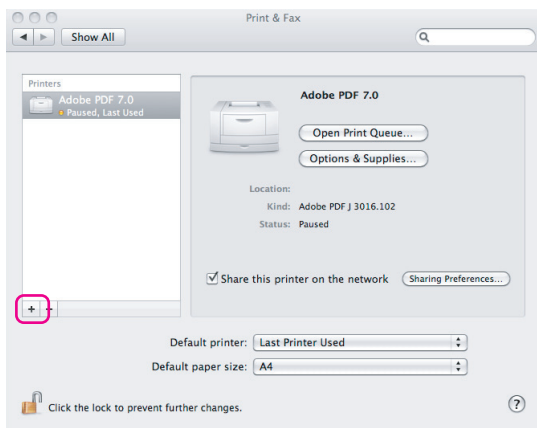 Print & Fax
Show All
Printers
Adobe PDF 7.0
Paused, Last Used
+ -
Adobe PDF 7.0
Open Print Queue...
Options & Supplies...
Location:
Kind: Adobe PDF J 3016.102
Status: Paused
Share this printer on the network Sharing Preferences...
Default printer: Last Printer Used
Default paper size: A4
Click the lock to prevent further changes. ?